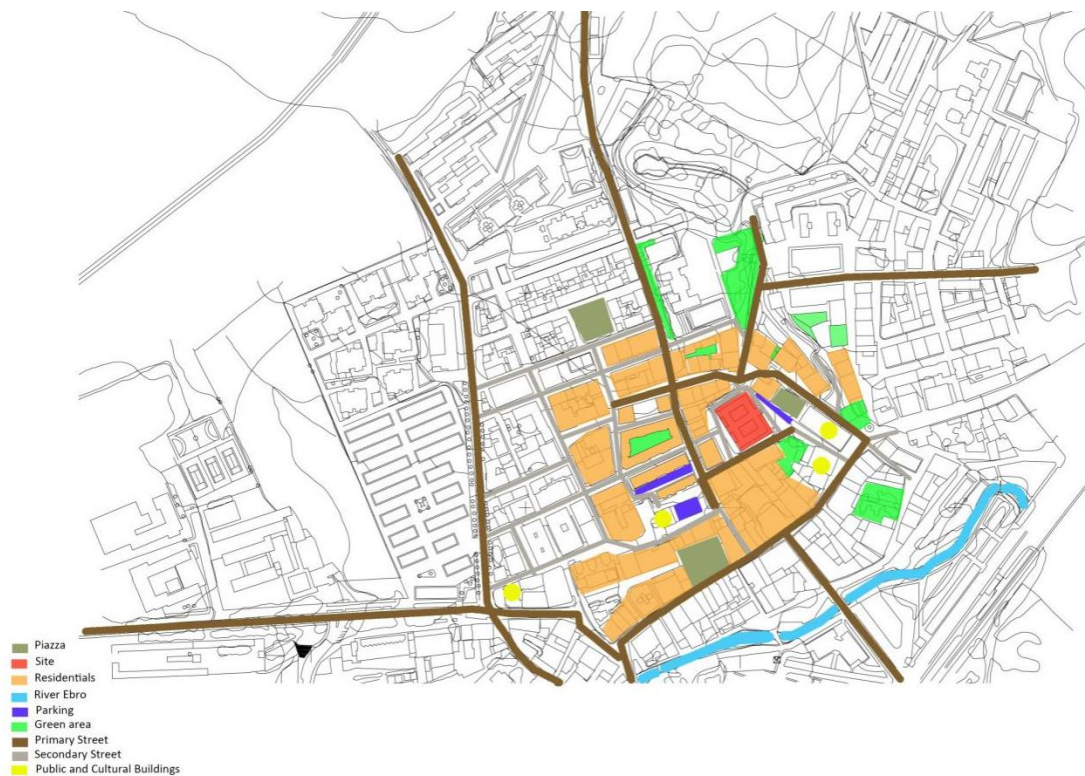 Piazza
Site
Residentials
River Ebro
Parking
Green area
Primary Street
Secondary Street
Public and Cultural Buildings